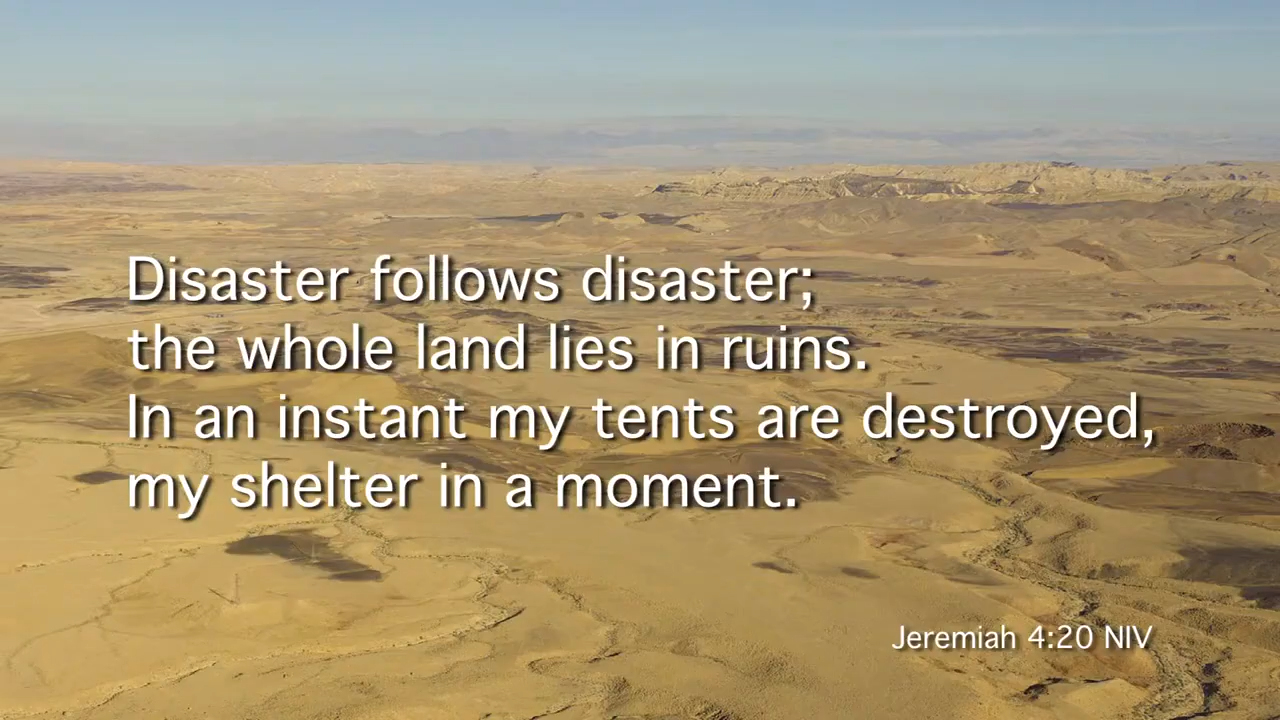 Disaster follows disaster;
the whole land lies in ruins.
In an instant my tents are destroyed,
my shelter in a moment.
Jeremiah 4:20 NIV